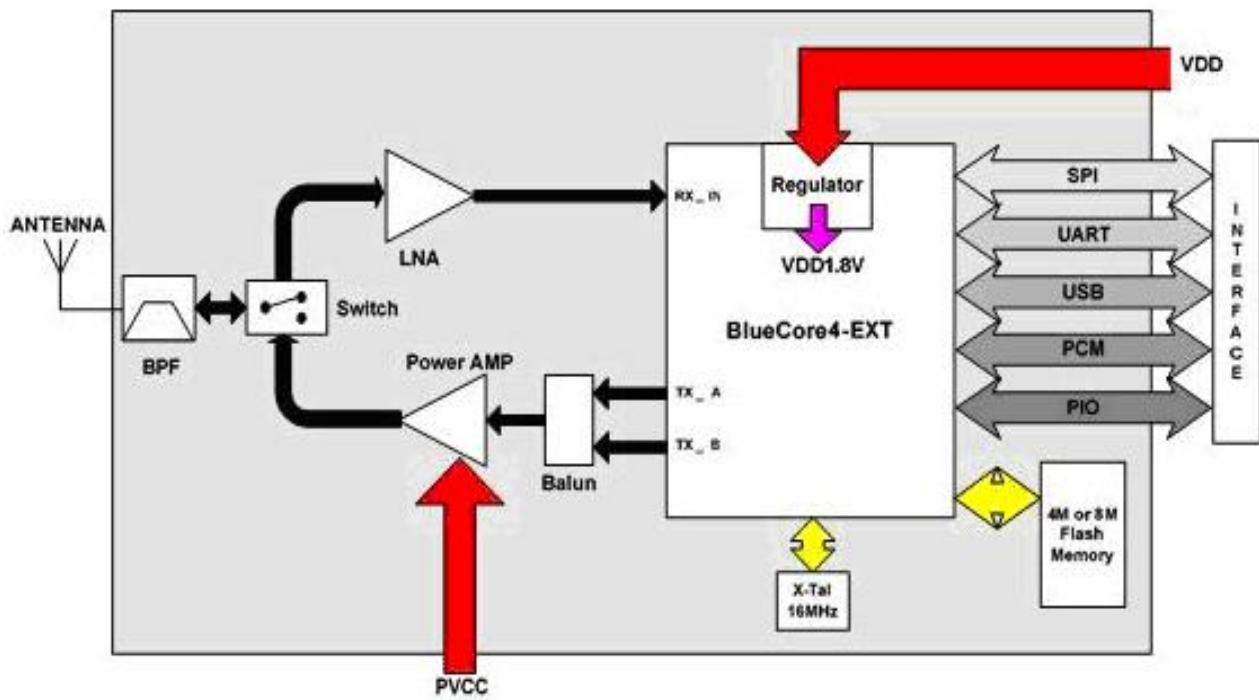 VDD
Regulator
SPI
RX_IN
ANTENNA
UART
LNA
VDD1.8V
USB
Switch
BlueCore4-EXT
BPF
Power AMP
PCM
TX_A
PIO
TX_B
Balun
INTERFACE
4M or 8M
Flash
Memory
X-Tal
16MHz
PVCC